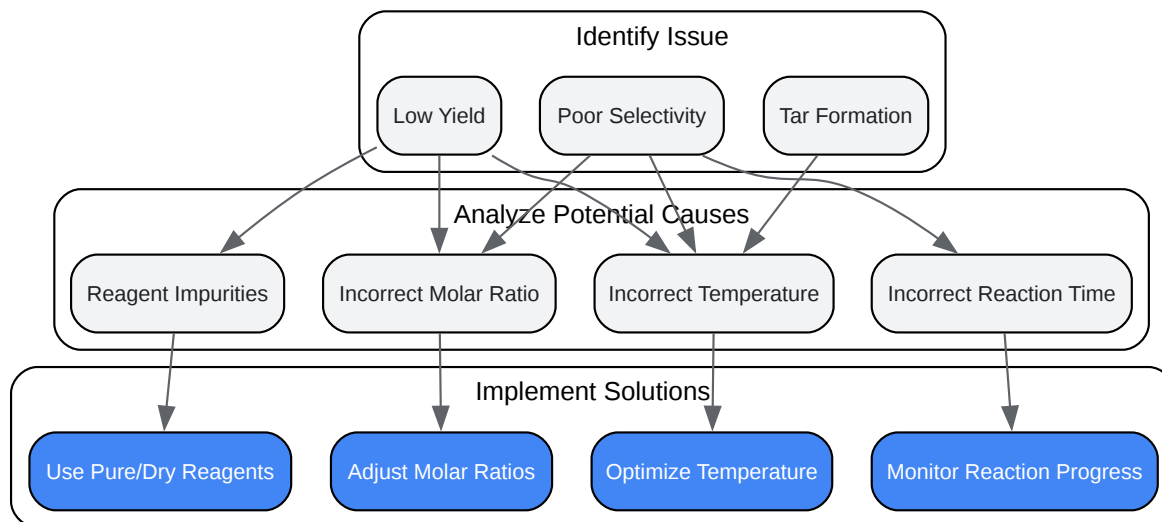 Identify Issue
Low Yield
Poor Selectivity
Tar Formation
Analyze Potential Causes
Reagent Impurities
Incorrect Molar Ratio
Incorrect Temperature
Incorrect Reaction Time
Implement Solutions
Use Pure/Dry Reagents
Adjust Molar Ratios
Optimize Temperature
Monitor Reaction Progress